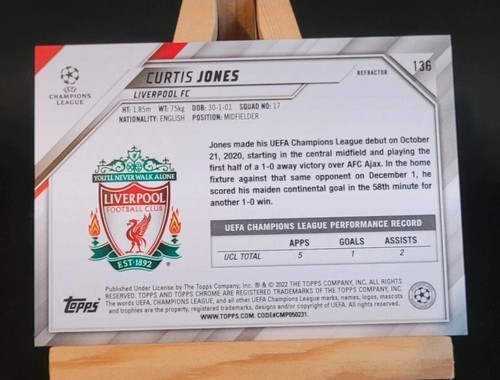 CHAMPIONS
LEAGUE
CURTIS JONES
LIVERPOOL FC
136
REFRACTOR
HT: 1.85m WT: 75kg DOB: 30-1-01 SQUAD NO: 17
NATIONALITY: ENGLISH POSITION: MIDFIELDER
Jones made his UEFA Champions League debut on October
21, 2020, starting in the central midfield and playing the
first half of a 1-0 away victory over AFC Ajax. In the home
fixture against that same opponent on December 1, he
scored his maiden continental goal in the 58th minute for
another 1-0 win.
YOU'LL NEVER WALK ALONE
LIVERPOOL
FOOTBALL CLUB
EST·1892
UEFA CHAMPIONS LEAGUE PERFORMANCE RECORD
APPS GOALS ASSISTS
UCL TOTAL 5 1 2
Topps
Published Under License by The Topps Company, Inc. ® & © 2022 THE TOPPS COMPANY, INC. ALL RIGHTS
RESERVED. TOPPS AND TOPPS CHROME ARE REGISTERED TRADEMARKS OF THE TOPPS COMPANY, INC.
The words UEFA, CHAMPIONS LEAGUE, and all other UEFA Champions League marks, names, logos, mascots
and trophies are the property, registered trademarks, designs and/or copyright of UEFA. All rights reserved.
WWW.TOPPS.COM. CODE#CMP050231.